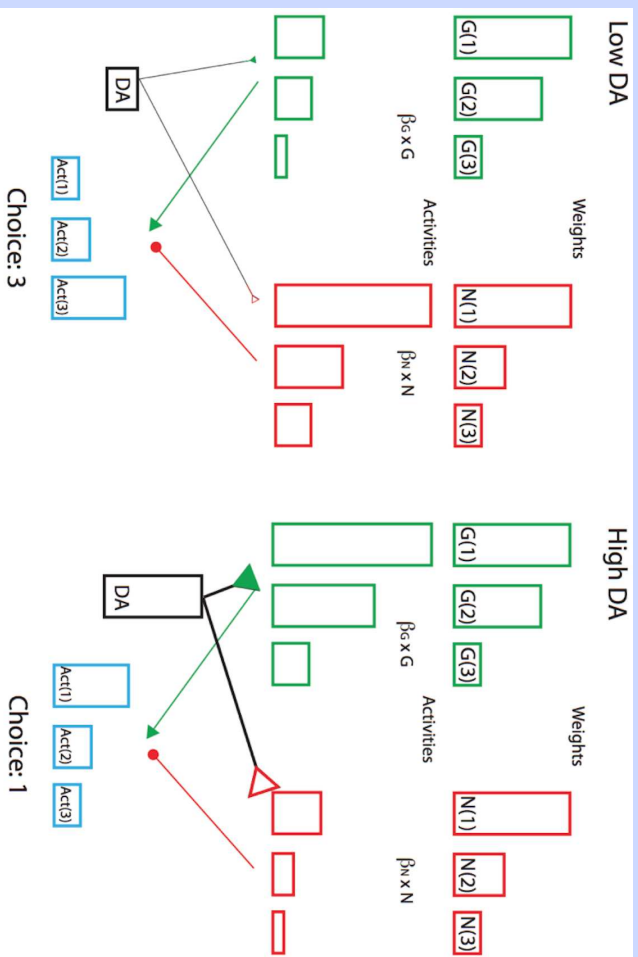 Low DA
Weights
G(1)
G(2)
G(3)
N(1)
N(2)
N(3)
Activities
βG x G
βN x N
DA
Act(1)
Act(2)
Act(3)
Choice: 3
High DA
Weights
G(1)
G(2)
G(3)
N(1)
N(2)
N(3)
Activities
βG x G
βN x N
DA
Act(1)
Act(2)
Act(3)
Choice: 1